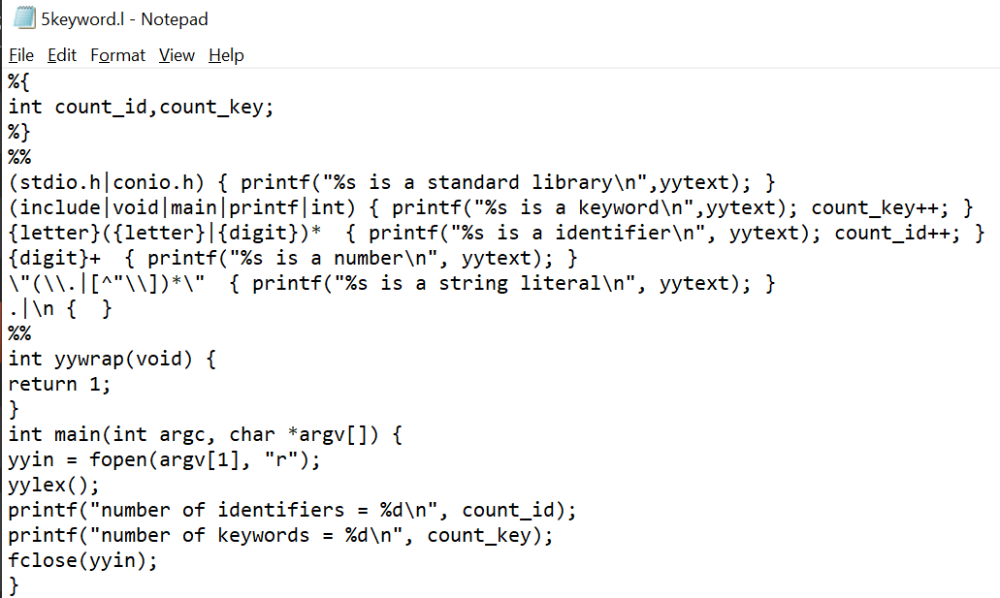 5keyword.l - Notepad
File Edit Format View Help
%{
int count_id,count_key;
%}
%%
(stdio.h|conio.h) { printf("%s is a standard library\n",yytext); }
(include|void|main|printf|int) { printf("%s is a keyword\n",yytext); count_key++; }
{letter}({letter}|{digit})*  { printf("%s is a identifier\n", yytext); count_id++; }
{digit}+  { printf("%s is a number\n", yytext); }
\"(\\.|[^"\\])*\"  { printf("%s is a string literal\n", yytext); }
.|\n {  }
%%
int yywrap(void) {
return 1;
}
int main(int argc, char *argv[]) {
yyin = fopen(argv[1], "r");
yylex();
printf("number of identifiers = %d\n", count_id);
printf("number of keywords = %d\n", count_key);
fclose(yyin);
}